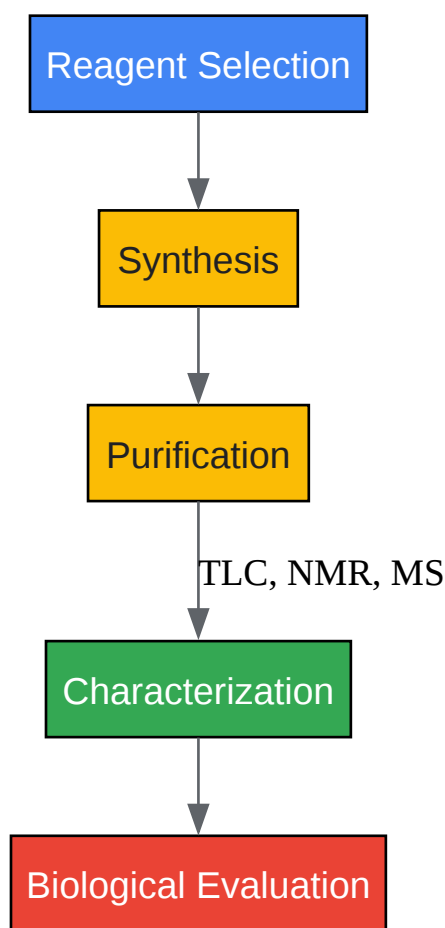 Reagent Selection
Synthesis
Purification
TLC, NMR, MS
Characterization
Biological Evaluation